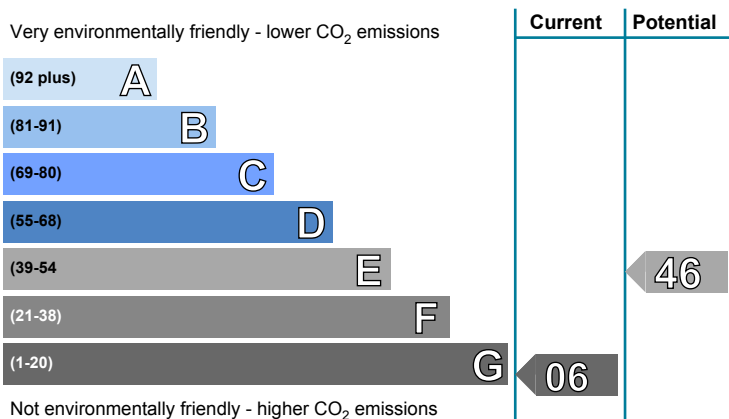 Current Potential
Very environmentally friendly - lower CO2 emissions
(92 plus) A
(81-91) B
(69-80) C
(55-68) D
(39-54 E
46
(21-38) F
(1-20) G
06
Not environmentally friendly - higher CO2 emissions